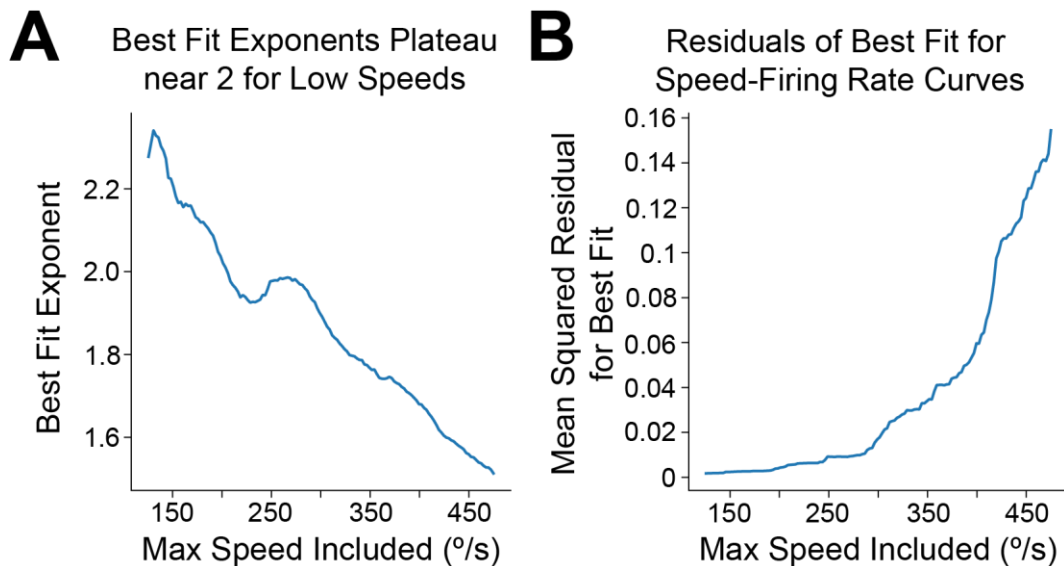 A
Best Fit Exponents Plateau
near 2 for Low Speeds
Best Fit Exponent
2.2
2.0
1.8
1.6
150 250 350 450
Max Speed Included (º/s)
B
Residuals of Best Fit for
Speed-Firing Rate Curves
Mean Squared Residual
for Best Fit
0.16
0.14
0.12
0.1
0.08
0.06
0.04
0.02
0
150 250 350 450
Max Speed Included (º/s)